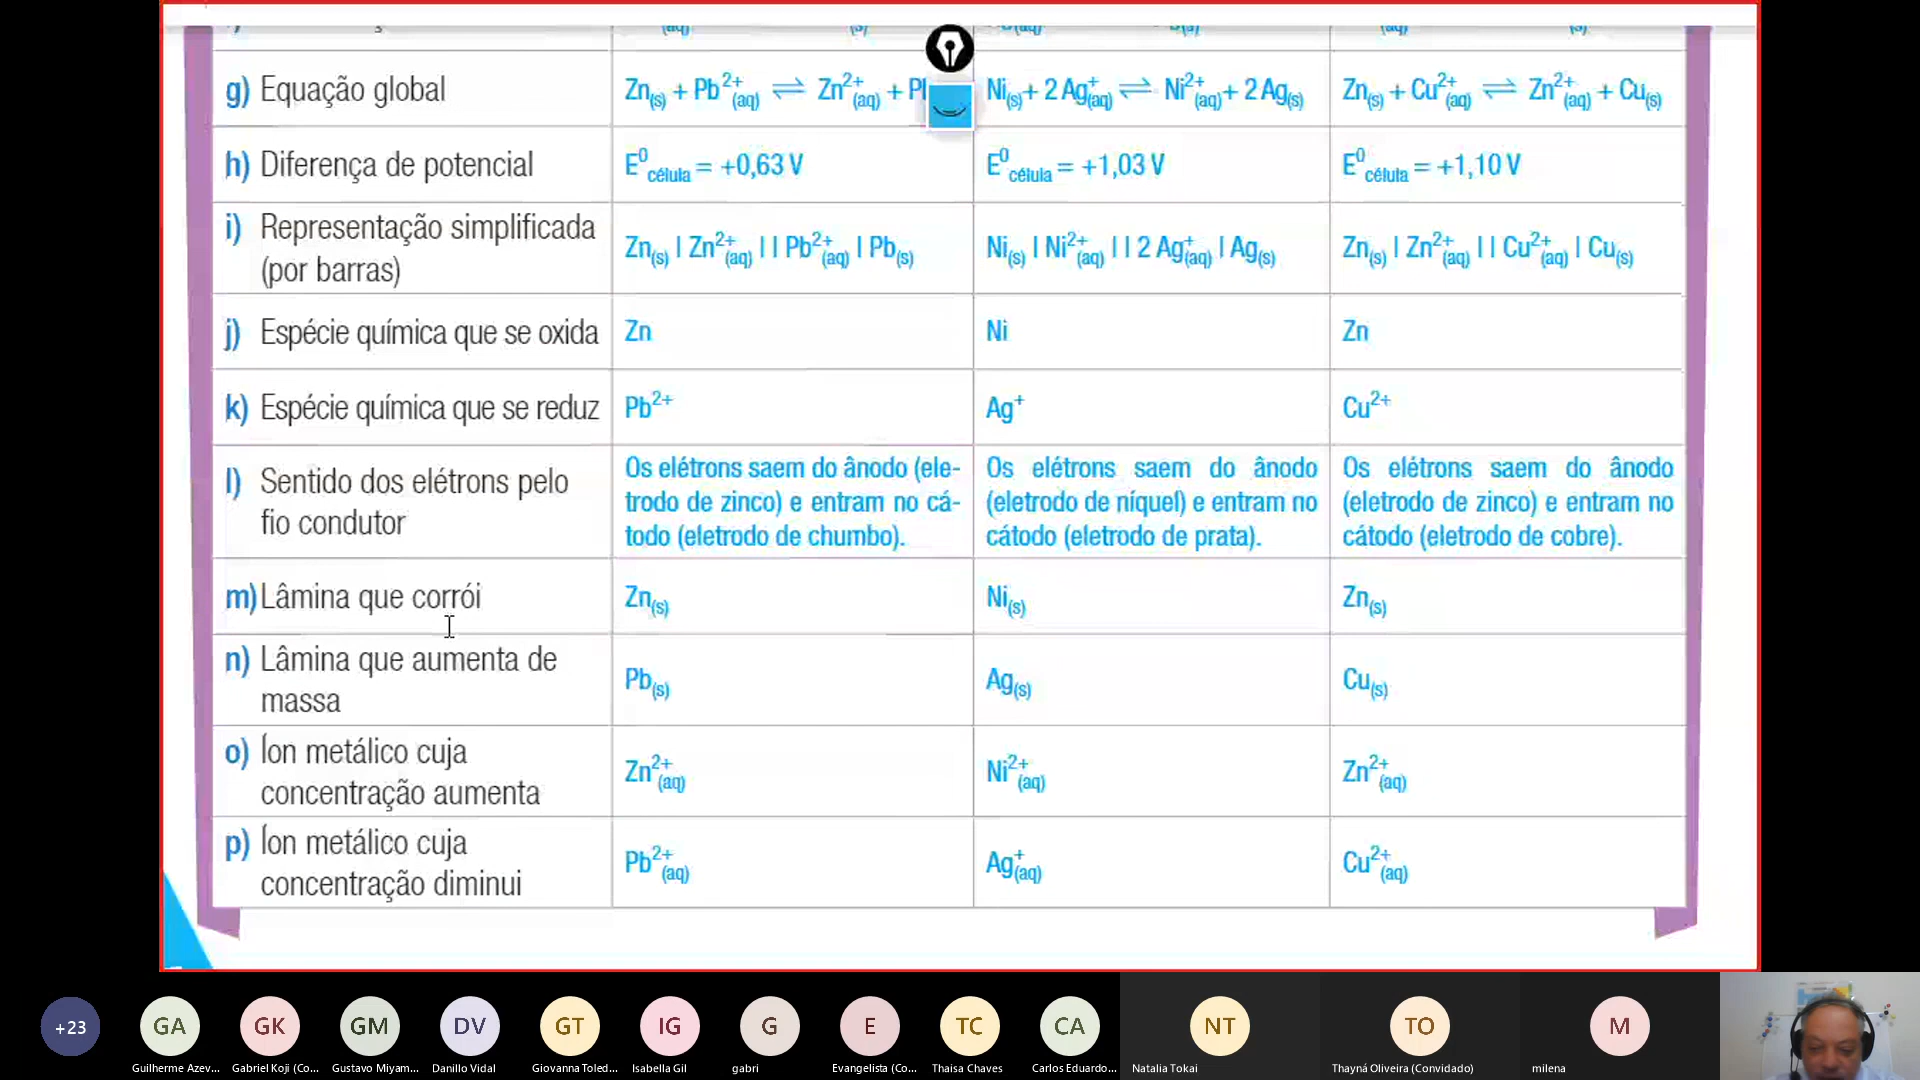 g) Equação global
Zn(s) + Pb2+(aq) ⇌ Zn2+(aq) +
Ni(s) + 2 Ag+(aq) ⇌ Ni2+(aq) + 2 Ag(s)
Zn(s) + Cu2+(aq) ⇌ Zn2+(aq) + Cu(s)
h) Diferença de potencial
E0célula = +0,63 V
E0célula = +1,03 V
E0célula = +1,10 V
i) Representação simplificada
(por barras)
Zn(s) | Zn2+(aq) | | Pb2+(aq) | Pb(s)
Ni(s) | Ni2+(aq) | | 2 Ag+(aq) | Ag(s)
Zn(s) | Zn2+(aq) | | Cu2+(aq) | Cu(s)
j) Espécie química que se oxida
Zn
Ni
Zn
k) Espécie química que se reduz
Pb2+
Ag+
Cu2+
l) Sentido dos elétrons pelo
fio condutor
Os elétrons saem do ânodo (ele-
trodo de zinco) e entram no cá-
todo (eletrodo de chumbo).
Os elétrons saem do ânodo
(eletrodo de níquel) e entram no
cátodo (eletrodo de prata).
Os elétrons saem do ânodo
(eletrodo de zinco) e entram no
cátodo (eletrodo de cobre).
m) Lâmina que corrói
Zn(s)
Ni(s)
Zn(s)
n) Lâmina que aumenta de
massa
Pb(s)
Ag(s)
Cu(s)
o) Íon metálico cuja
concentração aumenta
Zn2+(aq)
Ni2+(aq)
Zn2+(aq)
p) Íon metálico cuja
concentração diminui
Pb2+(aq)
Ag+(aq)
Cu2+(aq)
+23
GA
GK
GM
DV
GT
IG
G
E
TC
CA
NT
TO
M
Guilherme Azev...
Gabriel Koji (Co...
Gustavo Miyam...
Danillo Vidal
Giovanna Toled...
Isabella Gil
gabri
Evangelista (Co...
Thaisa Chaves
Carlos Eduardo...
Natalia Tokai
Thayná Oliveira (Convidado)
milena